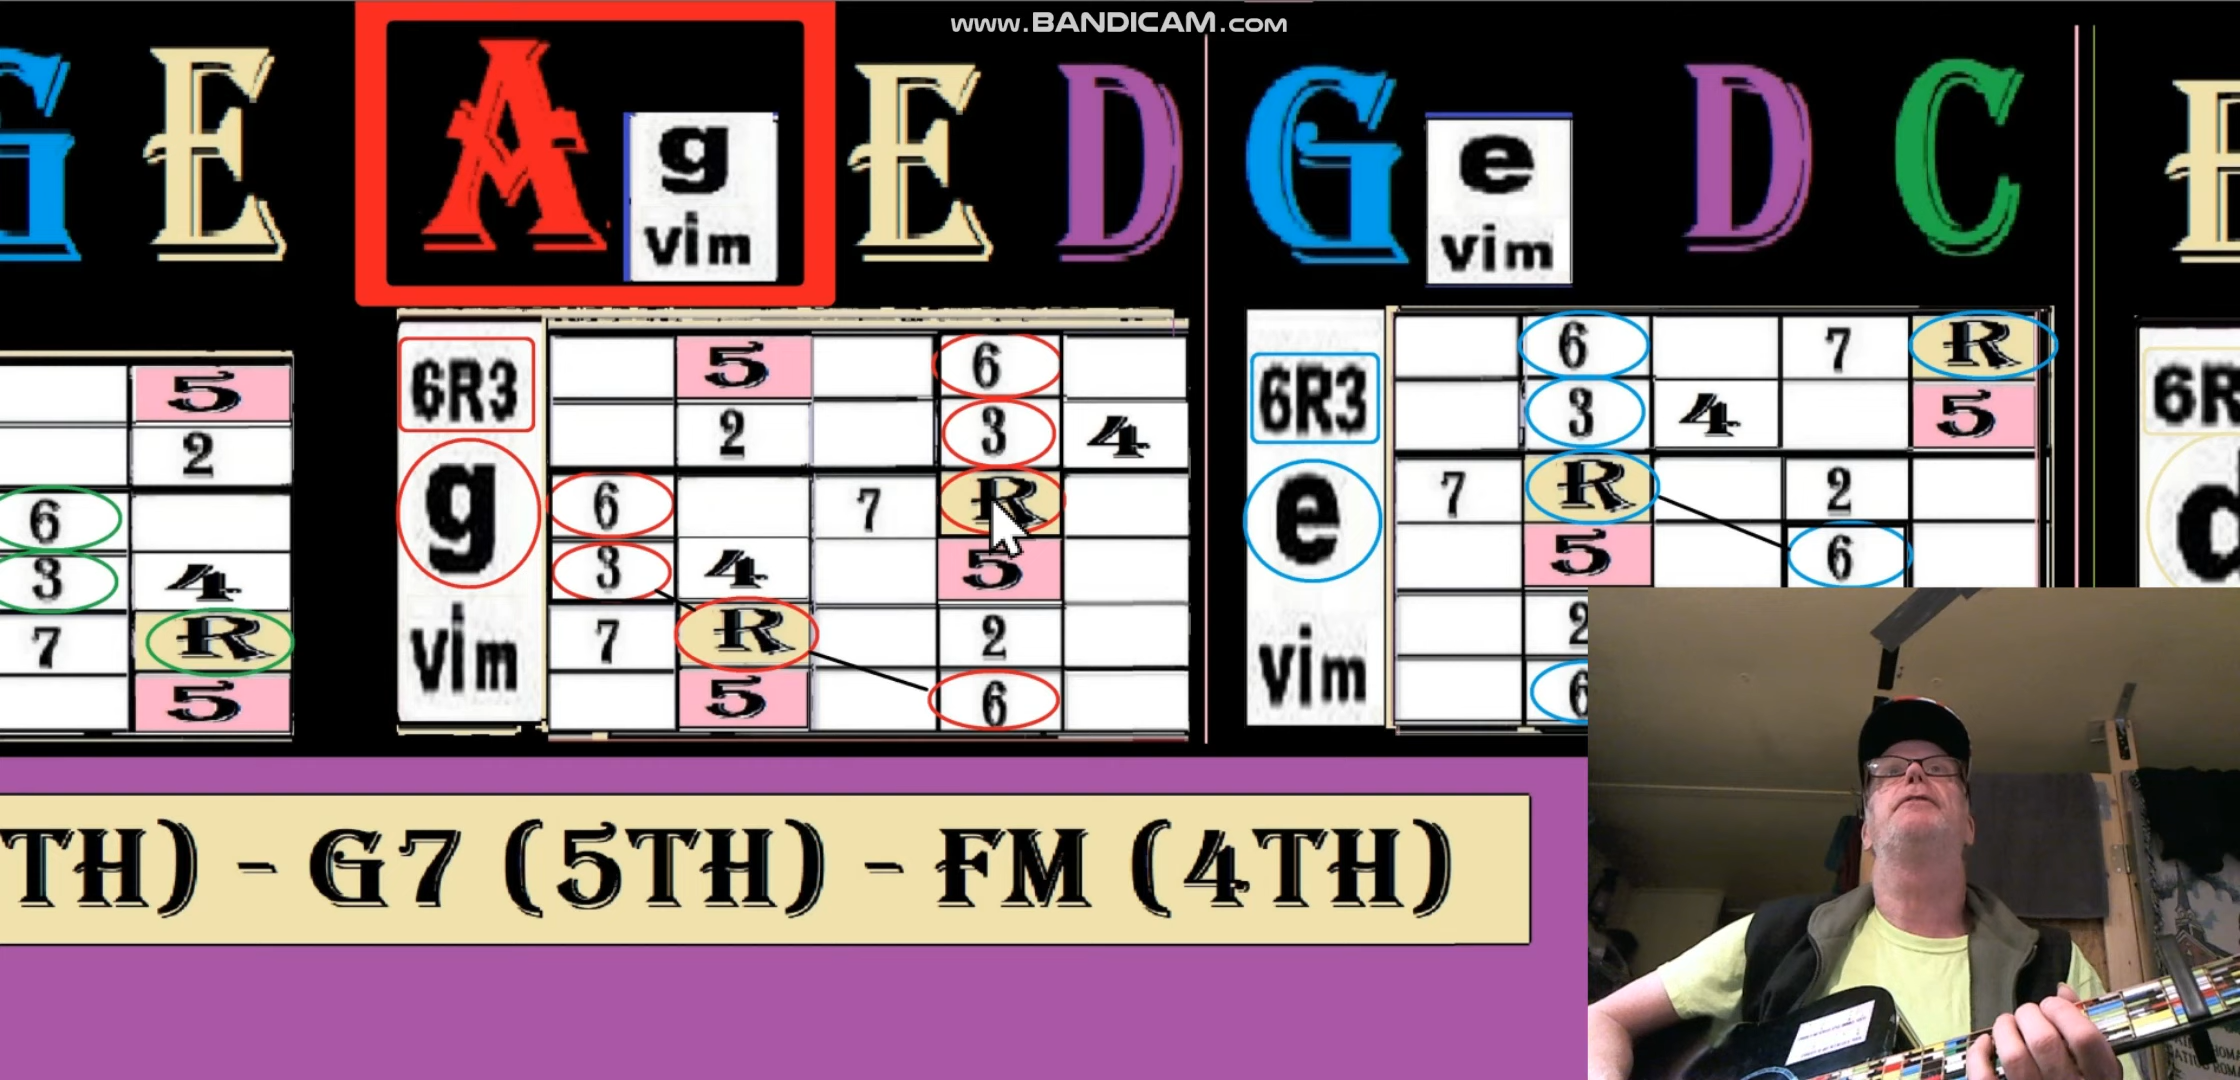 www.BANDICAM.com
G E A g vim E D G e vim D C
6R3 g vim
6R3 e vim
6R
5
2
6
3 4
7 R
5
5 6
2 3 4
6 7 R
3 4 5
7 R 2
5 6
6 7 R
3 4 5
7 R 2
5 6
2
6
TH) - G7 (5TH) - FM (4TH)